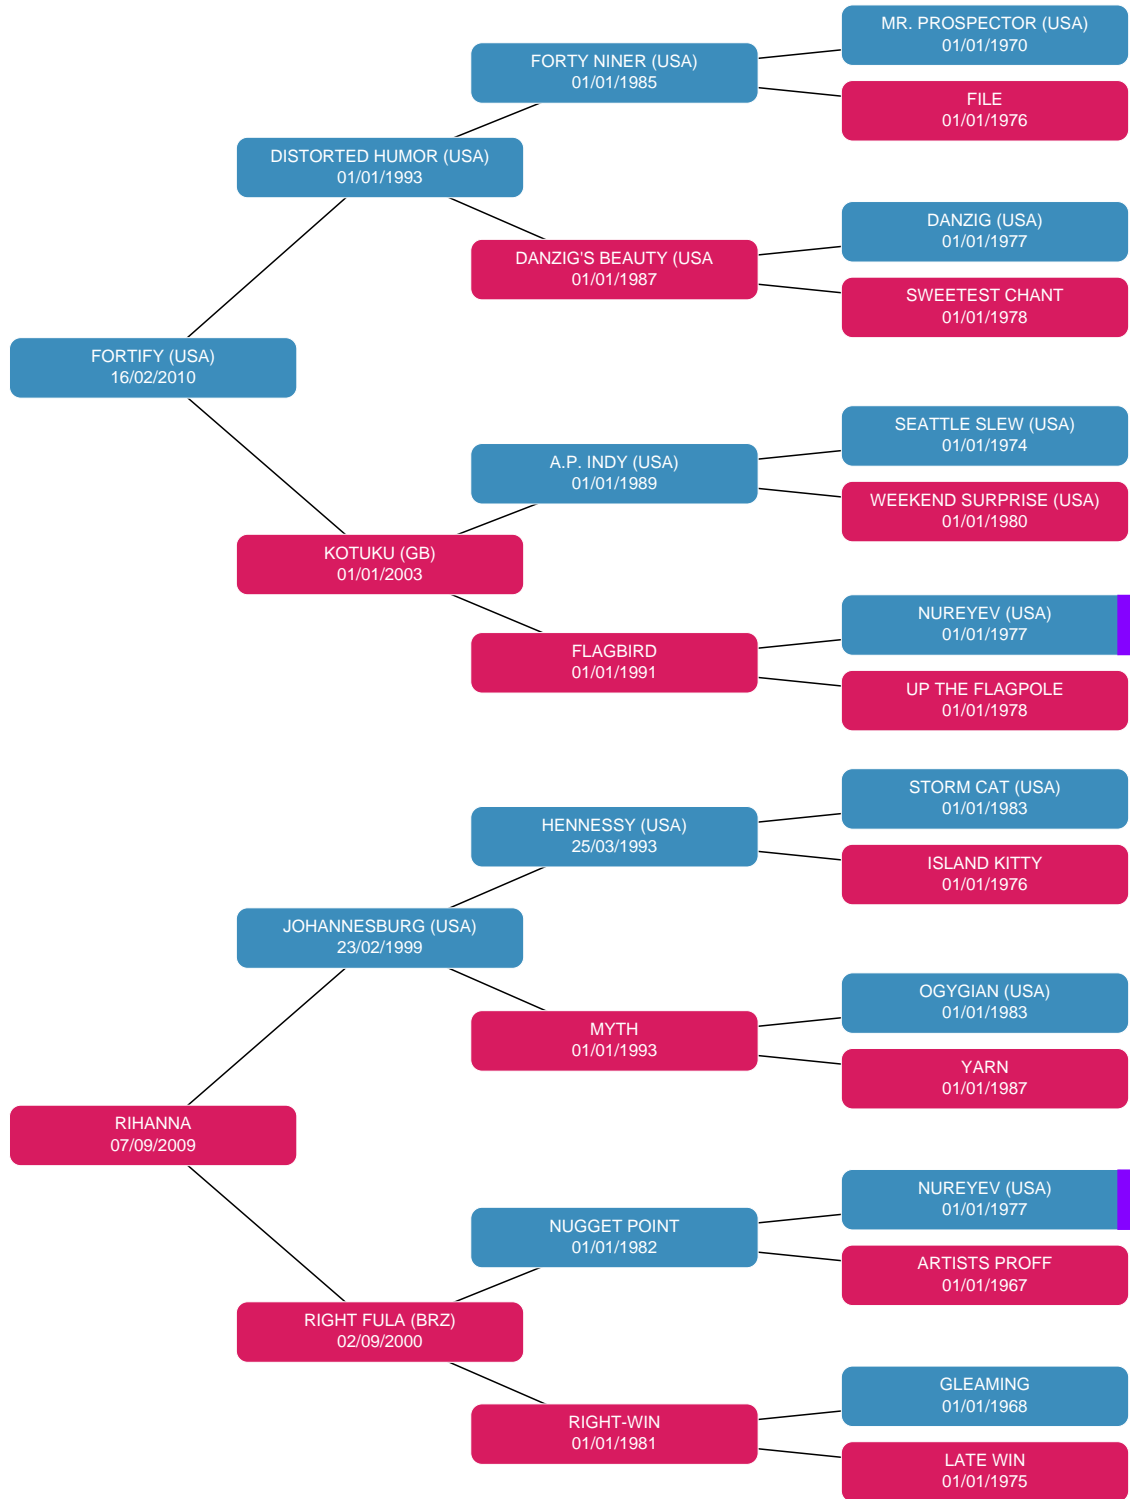 MR. PROSPECTOR (USA)
01/01/1970
FORTY NINER (USA)
01/01/1985
FILE
01/01/1976
DISTORTED HUMOR (USA)
01/01/1993
DANZIG (USA)
01/01/1977
DANZIG'S BEAUTY (USA
01/01/1987
SWEETEST CHANT
01/01/1978
FORTIFY (USA)
16/02/2010
SEATTLE SLEW (USA)
01/01/1974
A.P. INDY (USA)
01/01/1989
WEEKEND SURPRISE (USA)
01/01/1980
KOTUKU (GB)
01/01/2003
NUREYEV (USA)
01/01/1977
FLAGBIRD
01/01/1991
UP THE FLAGPOLE
01/01/1978
STORM CAT (USA)
01/01/1983
HENNESSY (USA)
25/03/1993
ISLAND KITTY
01/01/1976
JOHANNESBURG (USA)
23/02/1999
OGYGIAN (USA)
01/01/1983
MYTH
01/01/1993
YARN
01/01/1987
RIHANNA
07/09/2009
NUREYEV (USA)
01/01/1977
NUGGET POINT
01/01/1982
ARTISTS PROFF
01/01/1967
RIGHT FULA (BRZ)
02/09/2000
GLEAMING
01/01/1968
RIGHT-WIN
01/01/1981
LATE WIN
01/01/1975